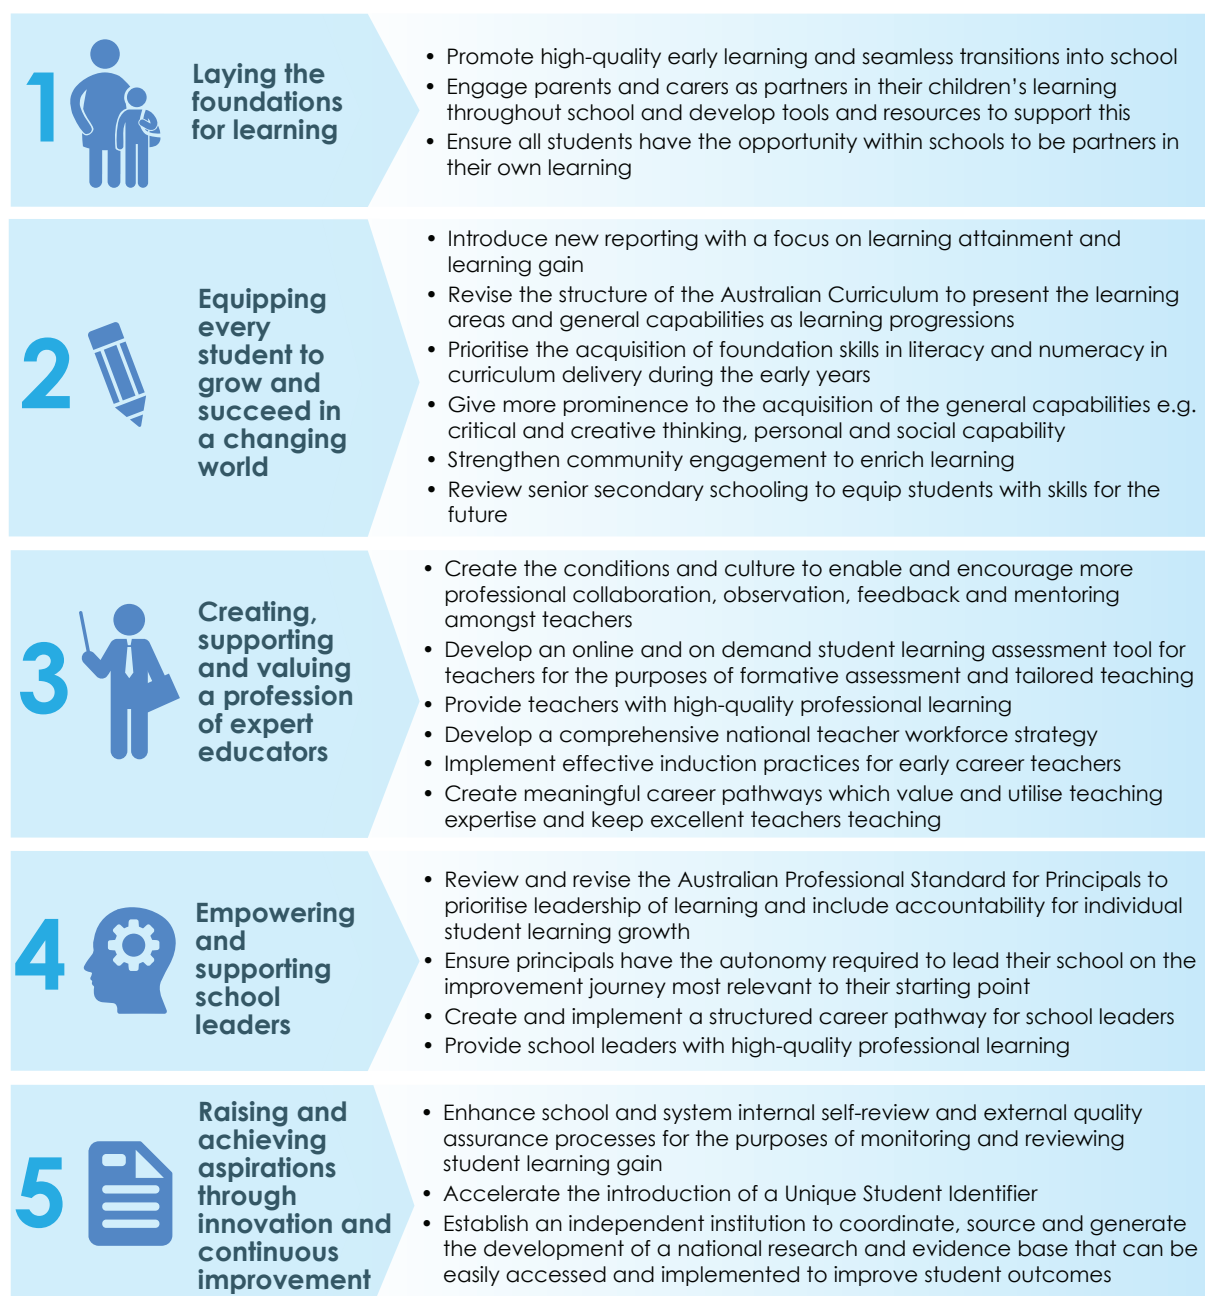 1
Laying the
foundations
for learning
• Promote high-quality early learning and seamless transitions into school
• Engage parents and carers as partners in their children’s learning
throughout school and develop tools and resources to support this
• Ensure all students have the opportunity within schools to be partners in
their own learning
2
Equipping
every
student to
grow and
succeed in
a changing
world
• Introduce new reporting with a focus on learning attainment and
learning gain
• Revise the structure of the Australian Curriculum to present the learning
areas and general capabilities as learning progressions
• Prioritise the acquisition of foundation skills in literacy and numeracy in
curriculum delivery during the early years
• Give more prominence to the acquisition of the general capabilities e.g.
critical and creative thinking, personal and social capability
• Strengthen community engagement to enrich learning
• Review senior secondary schooling to equip students with skills for the
future
3
Creating,
supporting
and valuing
a profession
of expert
educators
• Create the conditions and culture to enable and encourage more
professional collaboration, observation, feedback and mentoring
amongst teachers
• Develop an online and on demand student learning assessment tool for
teachers for the purposes of formative assessment and tailored teaching
• Provide teachers with high-quality professional learning
• Develop a comprehensive national teacher workforce strategy
• Implement effective induction practices for early career teachers
• Create meaningful career pathways which value and utilise teaching
expertise and keep excellent teachers teaching
4
Empowering
and
supporting
school
leaders
• Review and revise the Australian Professional Standard for Principals to
prioritise leadership of learning and include accountability for individual
student learning growth
• Ensure principals have the autonomy required to lead their school on the
improvement journey most relevant to their starting point
• Create and implement a structured career pathway for school leaders
• Provide school leaders with high-quality professional learning
5
Raising and
achieving
aspirations
through
innovation and
continuous
improvement
• Enhance school and system internal self-review and external quality
assurance processes for the purposes of monitoring and reviewing
student learning gain
• Accelerate the introduction of a Unique Student Identifier
• Establish an independent institution to coordinate, source and generate
the development of a national research and evidence base that can be
easily accessed and implemented to improve student outcomes